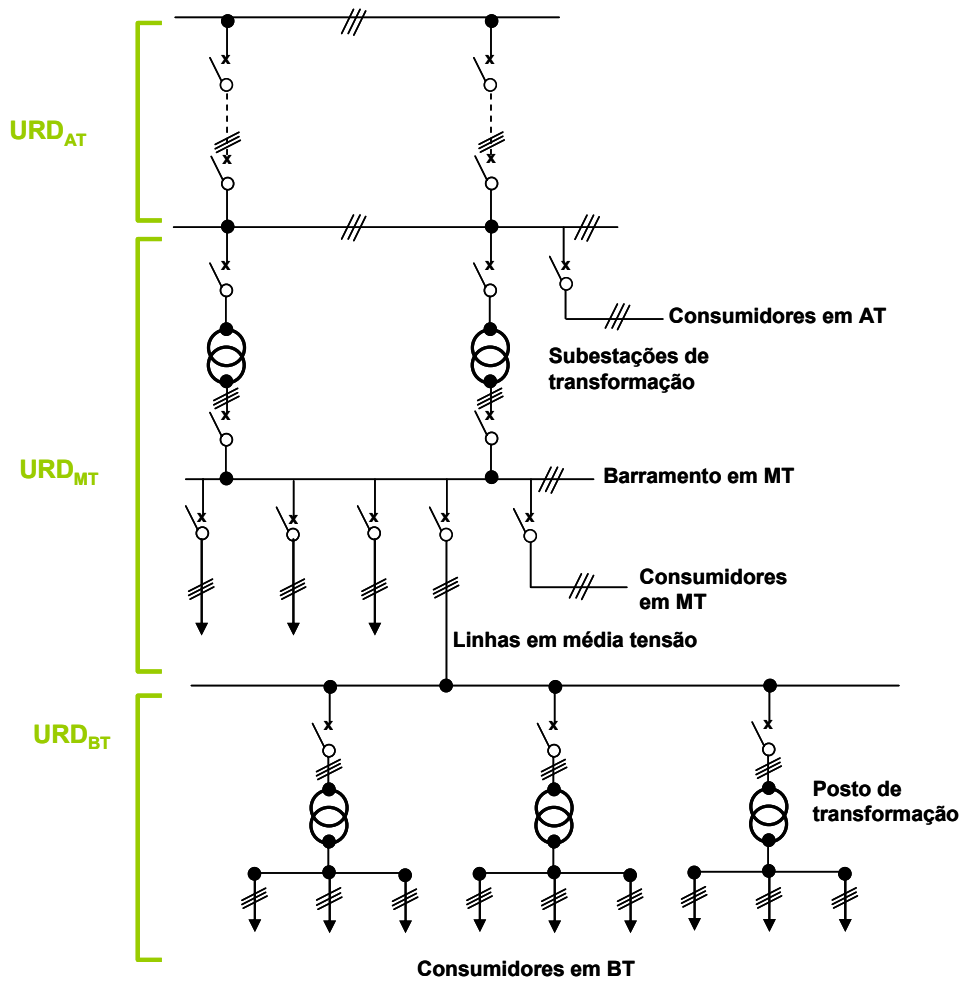 URDAT
Consumidores em AT
Subestações de
transformação
URDMT
Barramento em MT
Consumidores
em MT
Linhas em média tensão
URDBT
Posto de
transformação
Consumidores em BT